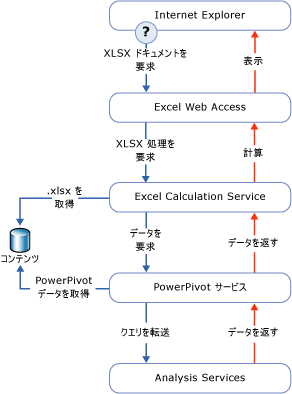 Internet Explorer
?
XLSX ドキュメントを
要求
表示
Excel Web Access
XLSX 処理を
要求
計算
Excel Calculation Service
.xlsx を
取得
データを
要求
データを返す
コンテンツ
PowerPivot
データを取得
PowerPivot サービス
クエリを転送
データを返す
Analysis Services